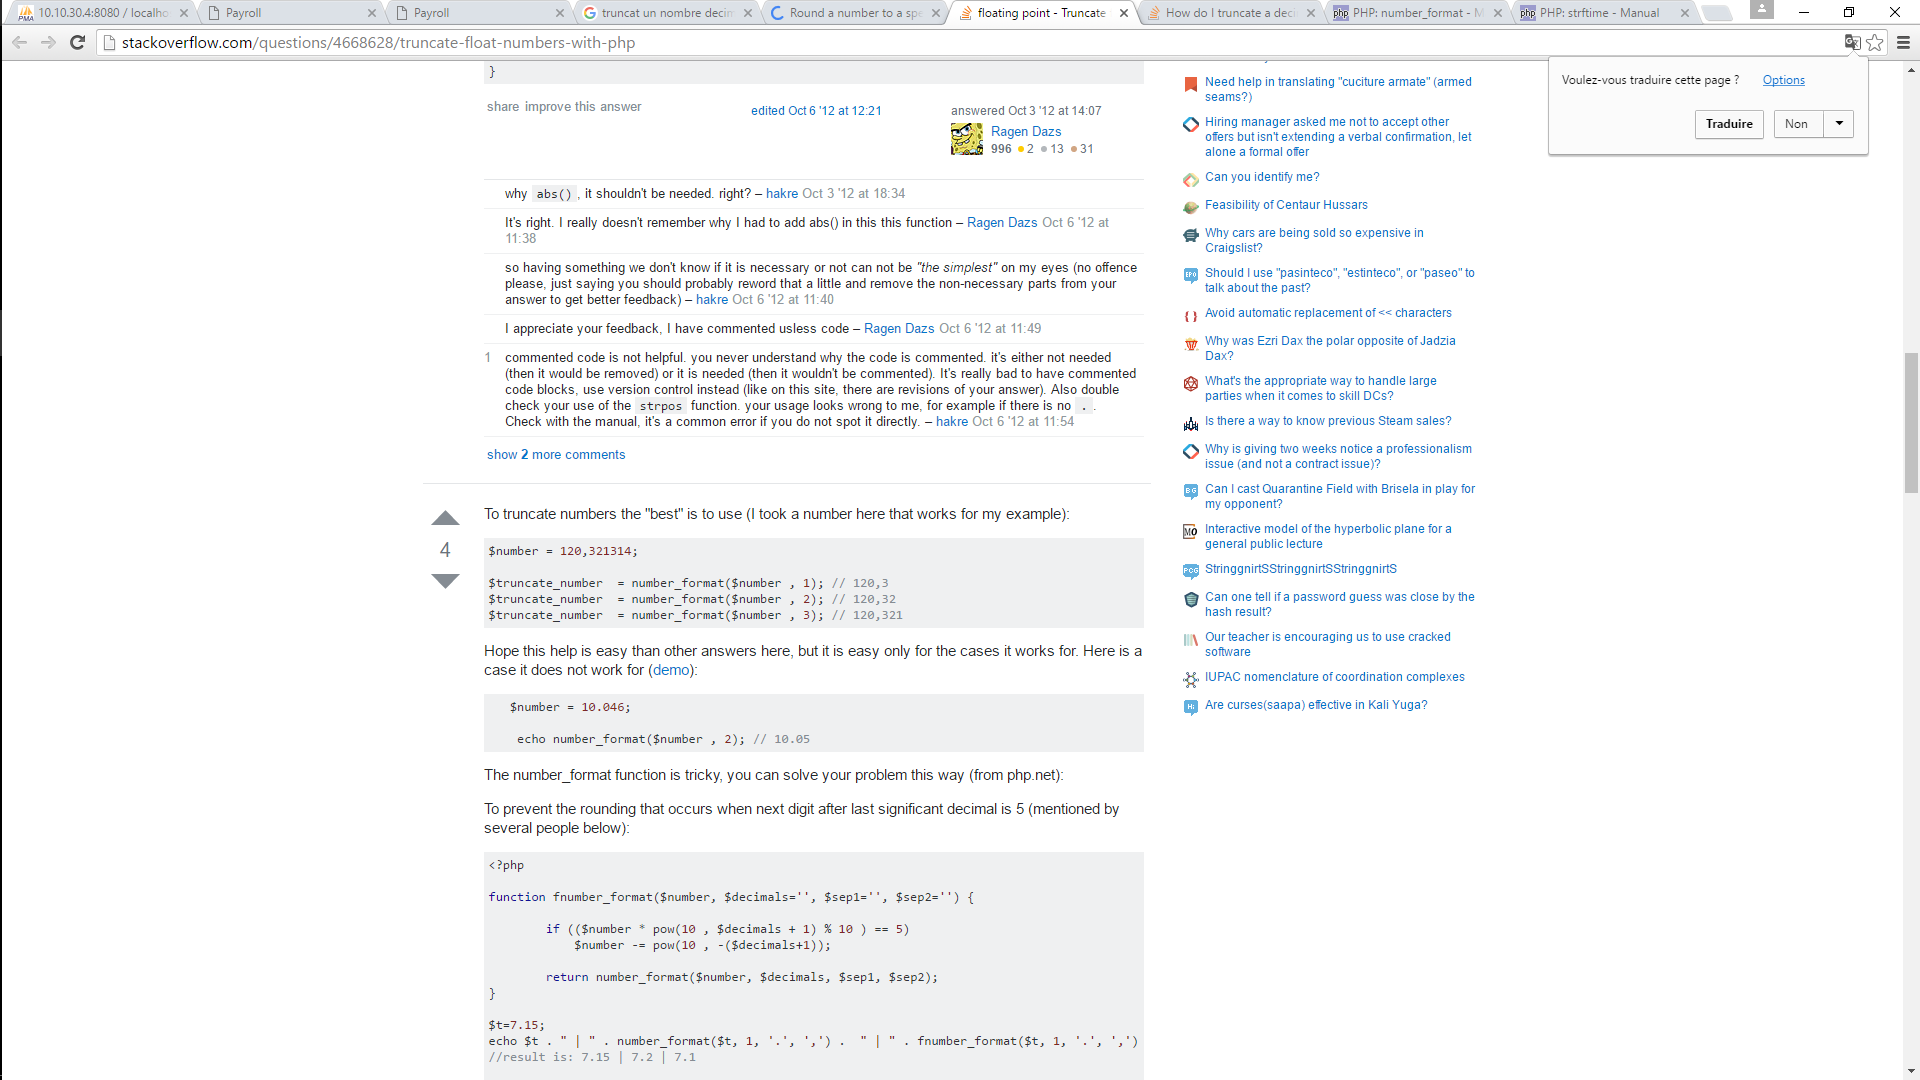 10.10.30.4:8080 / localho
Payroll
Payroll
truncat un nombre decim
Round a number to a spe
floating point - Truncate
How do I truncate a deci
PHP: number_format - M
PHP: strftime - Manual
stackoverflow.com/questions/4668628/truncate-float-numbers-with-php
Voulez-vous traduire cette page ? Options
Traduire Non
}
share improve this answer
edited Oct 6 '12 at 12:21
answered Oct 3 '12 at 14:07
Ragen Dazs
996 2 13 31
why abs(), it shouldn't be needed. right? – hakre Oct 3 '12 at 18:34
It's right. I really doesn't remember why I had to add abs() in this this function – Ragen Dazs Oct 6 '12 at
11:38
so having something we don't know if it is necessary or not can not be "the simplest" on my eyes (no offence
please, just saying you should probably reword that a little and remove the non-necessary parts from your
answer to get better feedback) – hakre Oct 6 '12 at 11:40
I appreciate your feedback, I have commented usless code – Ragen Dazs Oct 6 '12 at 11:49
1 commented code is not helpful. you never understand why the code is commented. it's either not needed
(then it would be removed) or it is needed (then it wouldn't be commented). It's really bad to have commented
code blocks, use version control instead (like on this site, there are revisions of your answer). Also double
check your use of the strpos function. your usage looks wrong to me, for example if there is no . .
Check with the manual, it's a common error if you do not spot it directly. – hakre Oct 6 '12 at 11:54
show 2 more comments
4
To truncate numbers the "best" is to use (I took a number here that works for my example):
$number = 120,321314;
$truncate_number  = number_format($number , 1); // 120,3
$truncate_number  = number_format($number , 2); // 120,32
$truncate_number  = number_format($number , 3); // 120,321
Hope this help is easy than other answers here, but it is easy only for the cases it works for. Here is a
case it does not work for (demo):
$number = 10.046;
echo number_format($number , 2); // 10.05
The number_format function is tricky, you can solve your problem this way (from php.net):
To prevent the rounding that occurs when next digit after last significant decimal is 5 (mentioned by
several people below):
<?php
function fnumber_format($number, $decimals='', $sep1='', $sep2='') {
if (($number * pow(10 , $decimals + 1) % 10 ) == 5)
$number -= pow(10 , -($decimals+1));
return number_format($number, $decimals, $sep1, $sep2);
}
$t=7.15;
echo $t . " | " . number_format($t, 1, '.', ',') .  " | " . fnumber_format($t, 1, '.', ',')
//result is: 7.15 | 7.2 | 7.1
Need help in translating "cuciture armate" (armed
seams?)
Hiring manager asked me not to accept other
offers but isn't extending a verbal confirmation, let
alone a formal offer
Can you identify me?
Feasibility of Centaur Hussars
Why cars are being sold so expensive in
Craigslist?
Should I use "pasinteco", "estinteco", or "paseo" to
talk about the past?
Avoid automatic replacement of << characters
Why was Ezri Dax the polar opposite of Jadzia
Dax?
What's the appropriate way to handle large
parties when it comes to skill DCs?
Is there a way to know previous Steam sales?
Why is giving two weeks notice a professionalism
issue (and not a contract issue)?
Can I cast Quarantine Field with Brisela in play for
my opponent?
Interactive model of the hyperbolic plane for a
general public lecture
StringgnirtSStringgnirtSStringgnirtS
Can one tell if a password guess was close by the
hash result?
Our teacher is encouraging us to use cracked
software
IUPAC nomenclature of coordination complexes
Are curses(saapa) effective in Kali Yuga?